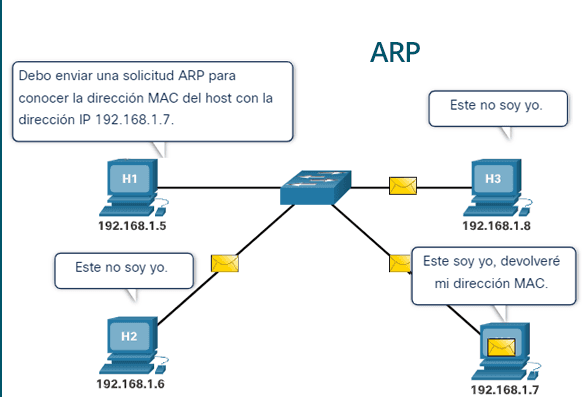 ARP
Debo enviar una solicitud ARP para
conocer la dirección MAC del host con la
dirección IP 192.168.1.7.
Este no soy yo.
H1
H3
192.168.1.5
192.168.1.8
Este no soy yo.
Este soy yo, devolveré
mi dirección MAC.
H2
192.168.1.6
192.168.1.7